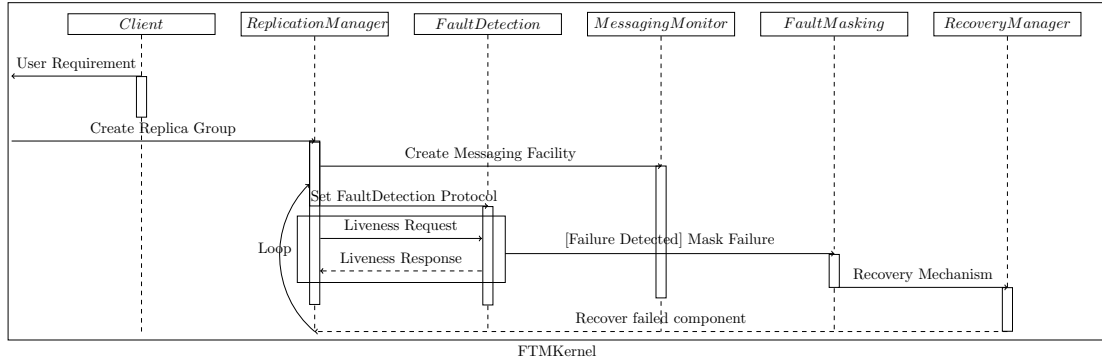 Client
ReplicationManager
FaultDetection
MessagingMonitor
FaultMasking
RecoveryManager
User Requirement
Create Replica Group
Create Messaging Facility
Set FaultDetection Protocol
Liveness Request
[Failure Detected] Mask Failure
Loop
Liveness Response
Recovery Mechanism
Recover failed component
FTMKernel